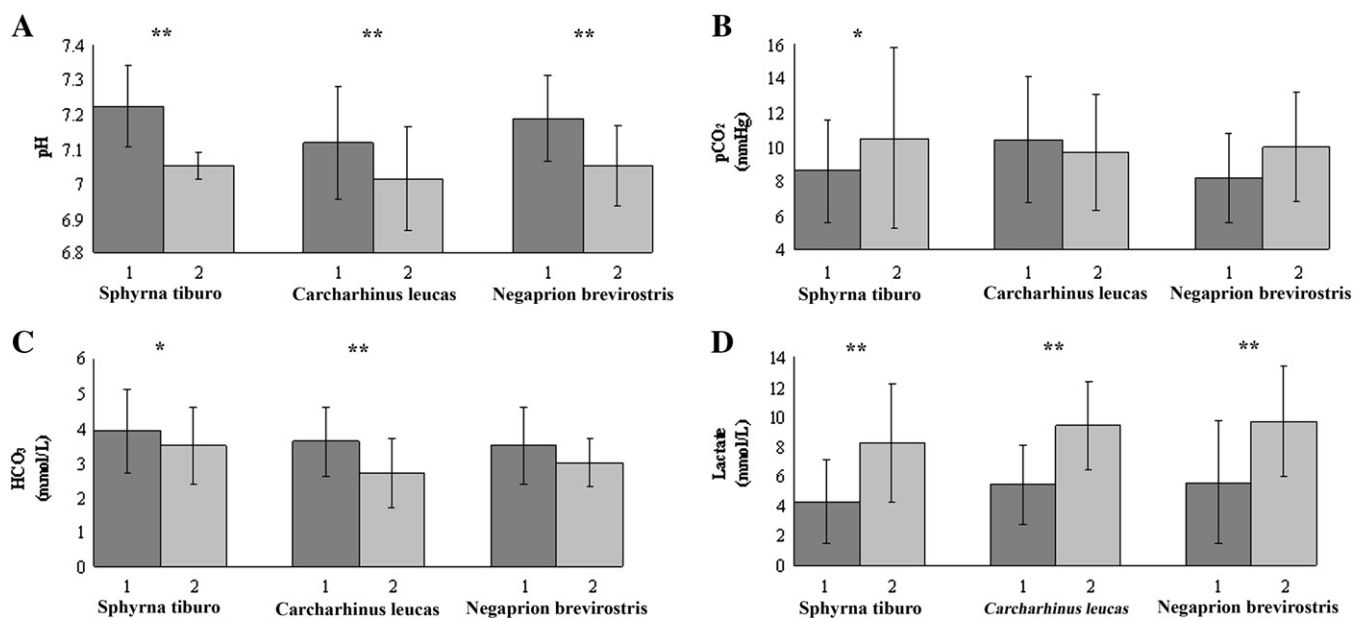 A
pH
** ** **
7.4
7.3
7.2
7.1
7
6.9
6.8
1 2 1 2 1 2
Sphyrna tiburo Carcharhinus leucas Negaprion brevirostris
B
pCO₂
(mmHg)
*
16
14
12
10
8
6
4
1 2 1 2 1 2
Sphyrna tiburo Carcharhinus leucas Negaprion brevirostris
C
HCO₃
(mmol/L)
* **
6
5
4
3
2
1
0
1 2 1 2 1 2
Sphyrna tiburo Carcharhinus leucas Negaprion brevirostris
D
Lactate
(mmol/L)
** ** **
14
12
10
8
6
4
2
0
1 2 1 2 1 2
Sphyrna tiburo Carcharhinus leucas Negaprion brevirostris